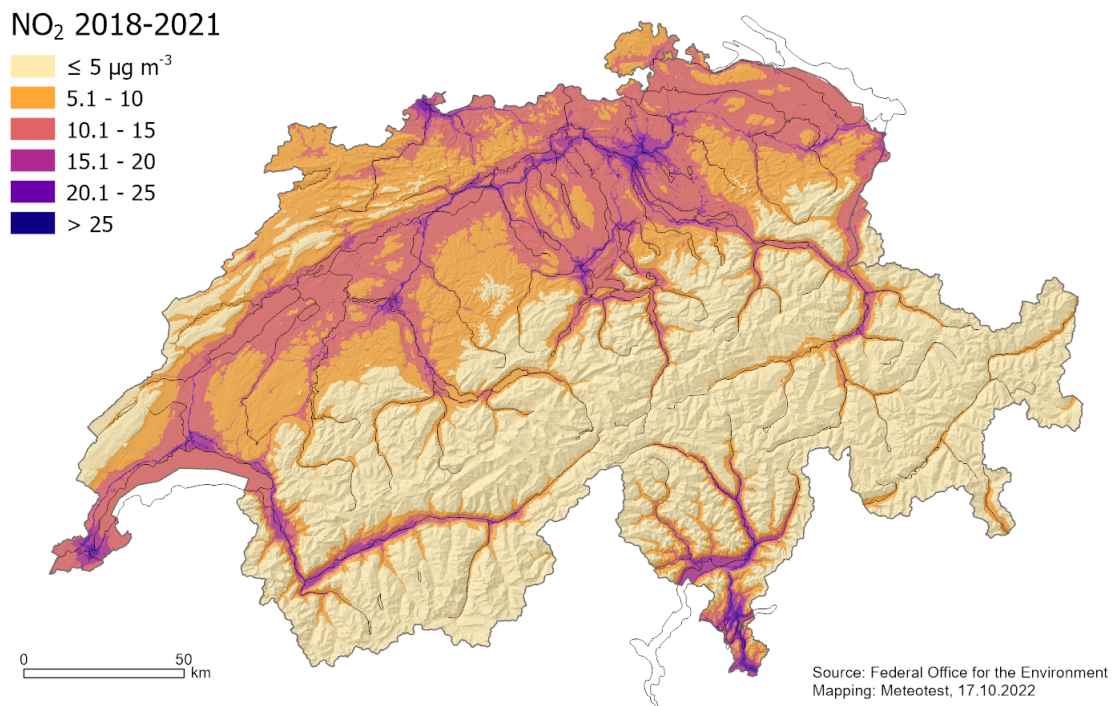 NO₂ 2018-2021
≤ 5 µg m⁻³
5.1 - 10
10.1 - 15
15.1 - 20
20.1 - 25
> 25
0 50
km
Source: Federal Office for the Environment
Mapping: Meteotest, 17.10.2022